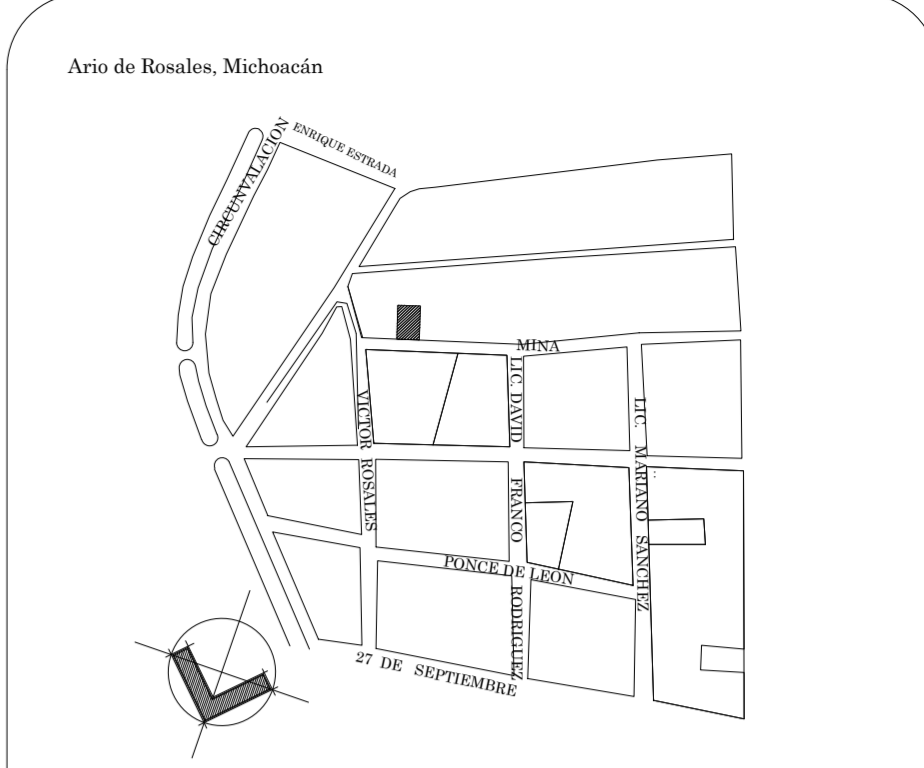 Ario de Rosales, Michoacán
ENRIQUE ESTRADA
CIRCUNVALACION
MINA
VICTOR ROSALES
LIC. DAVID FRANCO RODRIGUEZ
LIC. MARIANO SANCHEZ
PONCE DE LEON
27 DE SEPTIEMBRE